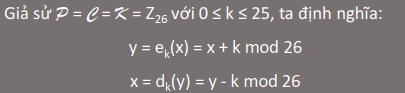 Giả sử 𝒫 = 𝒞 = 𝒦 = Z₂₆ với 0 ≤ k ≤ 25, ta định nghĩa:
y = eₖ(x) = x + k mod 26
x = dₖ(y) = y - k mod 26